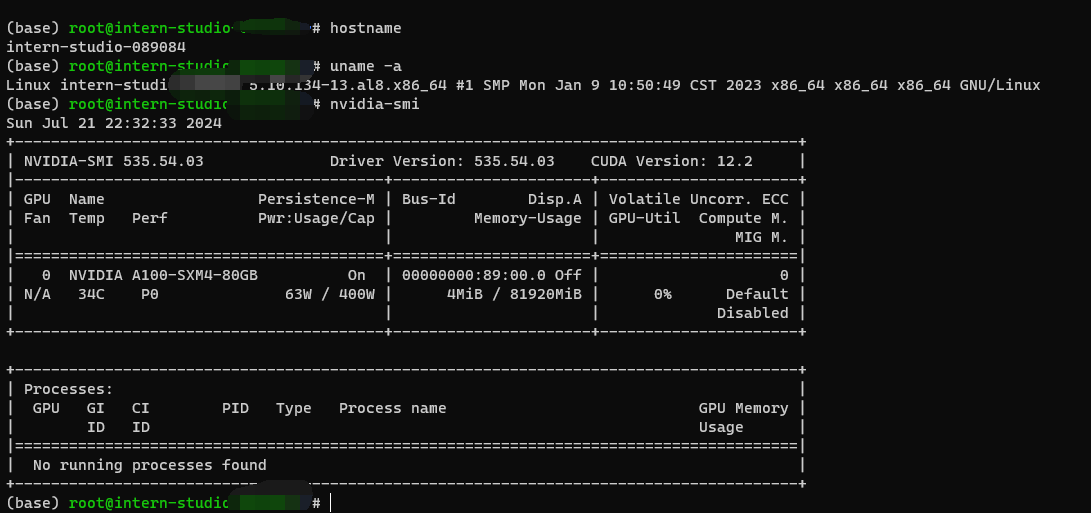 (base) root@intern-studio # hostname
intern-studio-089084
(base) root@intern-studio # uname -a
Linux intern-studi 5.10.134-13.al8.x86_64 #1 SMP Mon Jan 9 10:50:49 CST 2023 x86_64 x86_64 x86_64 GNU/Linux
(base) root@intern-studio # nvidia-smi
Sun Jul 21 22:32:33 2024
+---------------------------------------------------------------------------------------+
| NVIDIA-SMI 535.54.03              Driver Version: 535.54.03    CUDA Version: 12.2     |
|-----------------------------------------+----------------------+----------------------+
| GPU  Name                 Persistence-M | Bus-Id        Disp.A | Volatile Uncorr. ECC |
| Fan  Temp   Perf          Pwr:Usage/Cap |         Memory-Usage | GPU-Util  Compute M. |
|                                         |                      |               MIG M. |
|=========================================+======================+======================|
|   0  NVIDIA A100-SXM4-80GB          On  | 00000000:89:00.0 Off |                    0 |
| N/A   34C    P0              63W / 400W |      4MiB / 81920MiB |      0%      Default |
|                                         |                      |             Disabled |
+-----------------------------------------+----------------------+----------------------+
+---------------------------------------------------------------------------------------+
| Processes:                                                                            |
|  GPU   GI   CI        PID   Type   Process name                            GPU Memory |
|        ID   ID                                                             Usage      |
|=======================================================================================|
|  No running processes found                                                           |
+---------------------------------------------------------------------------------------+
(base) root@intern-studio #